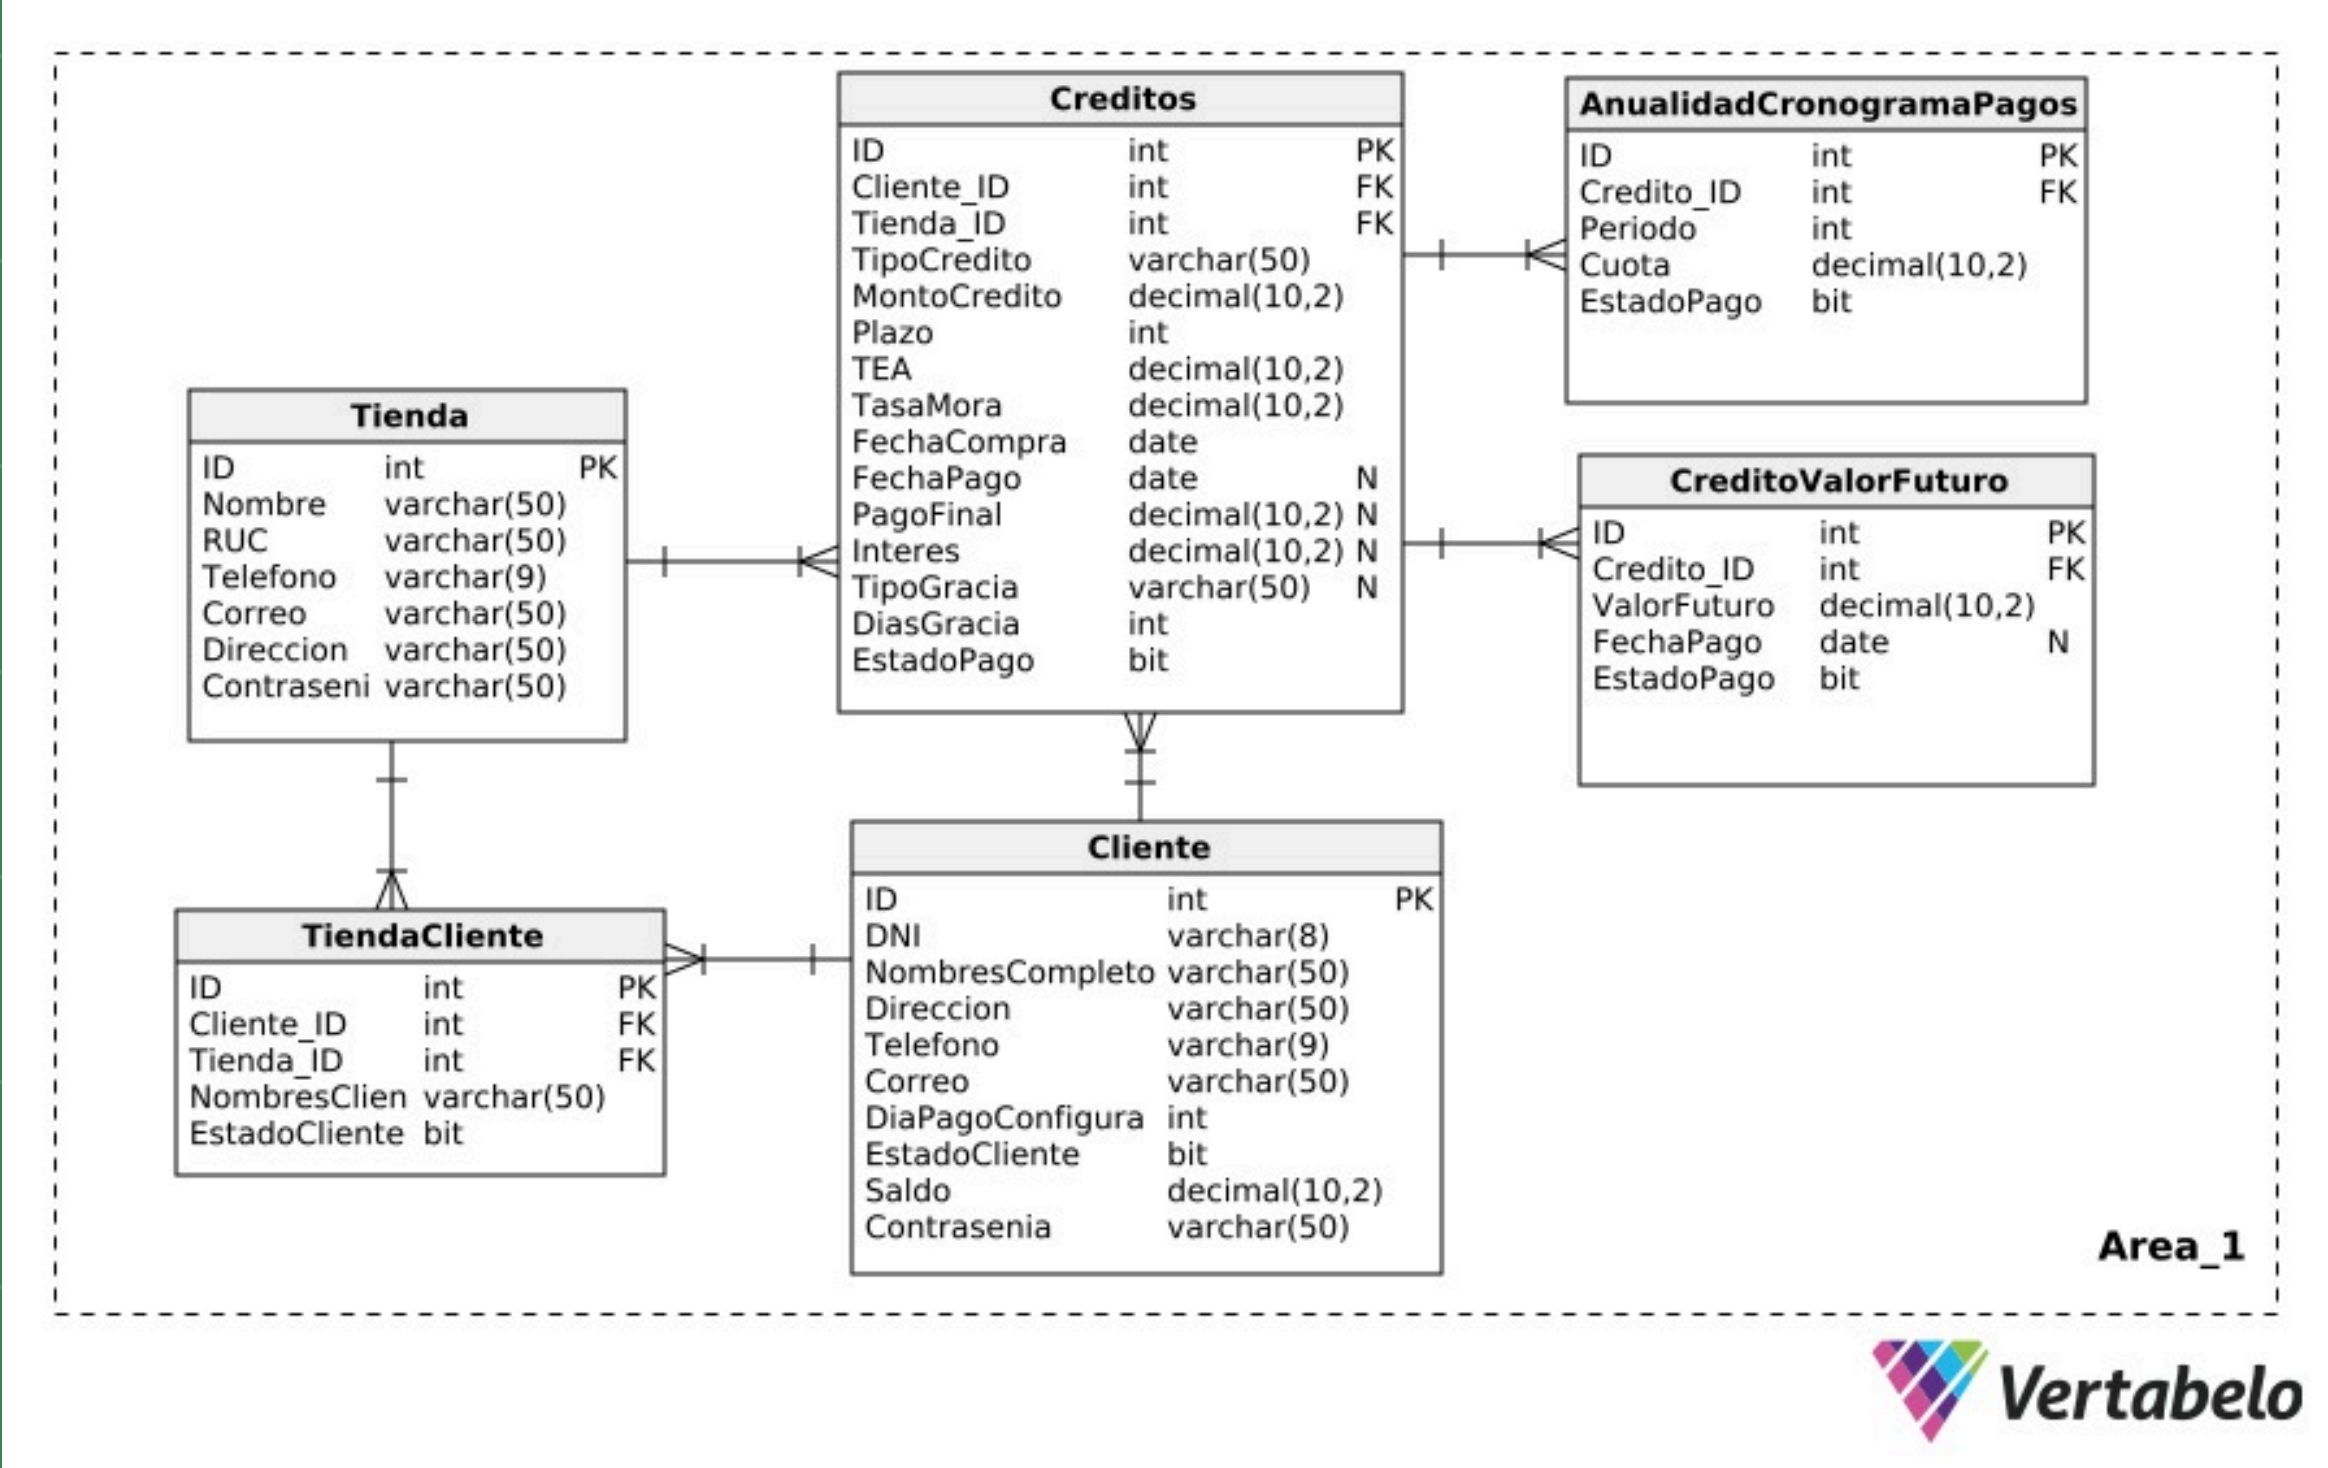 Creditos
ID int PK
Cliente_ID int FK
Tienda_ID int FK
TipoCredito varchar(50)
MontoCredito decimal(10,2)
Plazo int
TEA decimal(10,2)
TasaMora decimal(10,2)
FechaCompra date
FechaPago date N
PagoFinal decimal(10,2) N
Interes decimal(10,2) N
TipoGracia varchar(50) N
DiasGracia int
EstadoPago bit
AnualidadCronogramaPagos
ID int PK
Credito_ID int FK
Periodo int
Cuota decimal(10,2)
EstadoPago bit
Tienda
ID int PK
Nombre varchar(50)
RUC varchar(50)
Telefono varchar(9)
Correo varchar(50)
Direccion varchar(50)
Contraseni varchar(50)
CreditoValorFuturo
ID int PK
Credito_ID int FK
ValorFuturo decimal(10,2)
FechaPago date N
EstadoPago bit
TiendaCliente
ID int PK
Cliente_ID int FK
Tienda_ID int FK
NombresClien varchar(50)
EstadoCliente bit
Cliente
ID int PK
DNI varchar(8)
NombresCompleto varchar(50)
Direccion varchar(50)
Telefono varchar(9)
Correo varchar(50)
DiaPagoConfigura int
EstadoCliente bit
Saldo decimal(10,2)
Contrasenia varchar(50)
Area_1
Vertabelo